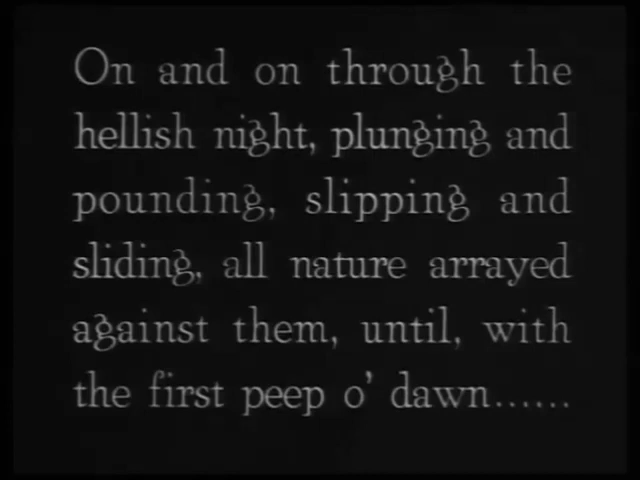 On and on through the
hellish night, plunging and
pounding, slipping and
sliding, all nature arrayed
against them, until, with
the first peep o' dawn......